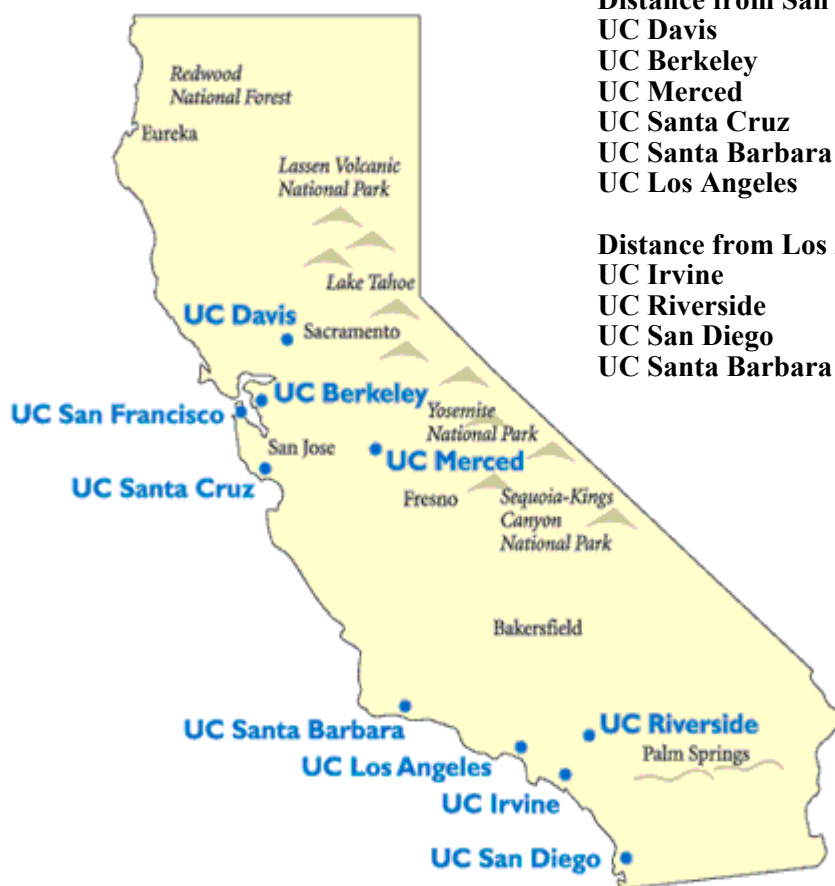 Distance from San
UC Davis
UC Berkeley
UC Merced
UC Santa Cruz
UC Santa Barbara
UC Los Angeles
Distance from Los
UC Irvine
UC Riverside
UC San Diego
UC Santa Barbara
Redwood
National Forest
Eureka
Lassen Volcanic
National Park
Lake Tahoe
UC Davis
Sacramento
UC Berkeley
UC San Francisco
Yosemite
National Park
San Jose
UC Merced
UC Santa Cruz
Fresno
Sequoia-Kings
Canyon
National Park
Bakersfield
UC Santa Barbara
UC Riverside
UC Los Angeles
Palm Springs
UC Irvine
UC San Diego